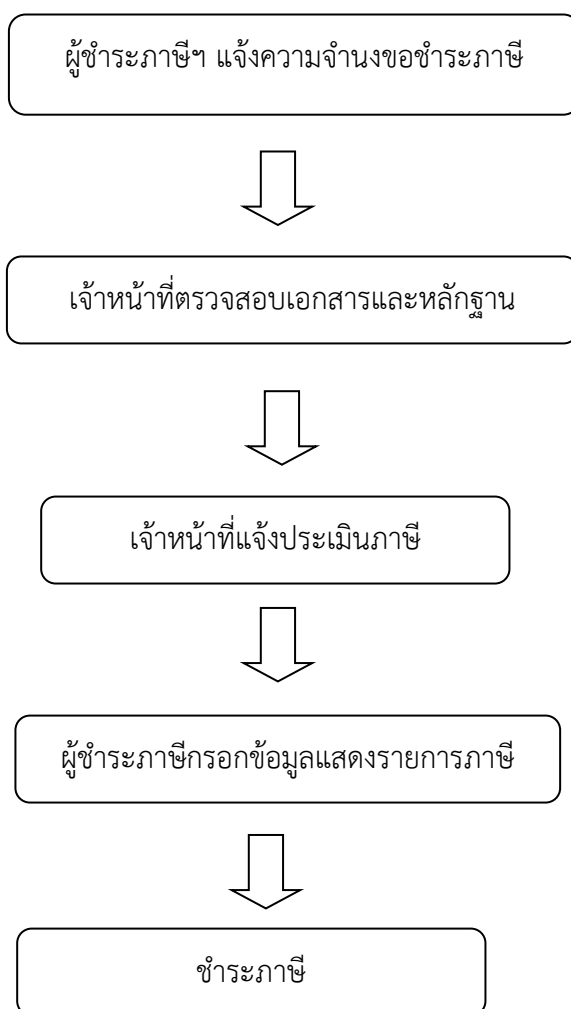 ผู้ชำระภาษีฯ แจ้งความจำนงขอชำระภาษี
เจ้าหน้าที่ตรวจสอบเอกสารและหลักฐาน
เจ้าหน้าที่แจ้งประเมินภาษี
ผู้ชำระภาษีกรอกข้อมูลแสดงรายการภาษี
ชำระภาษี